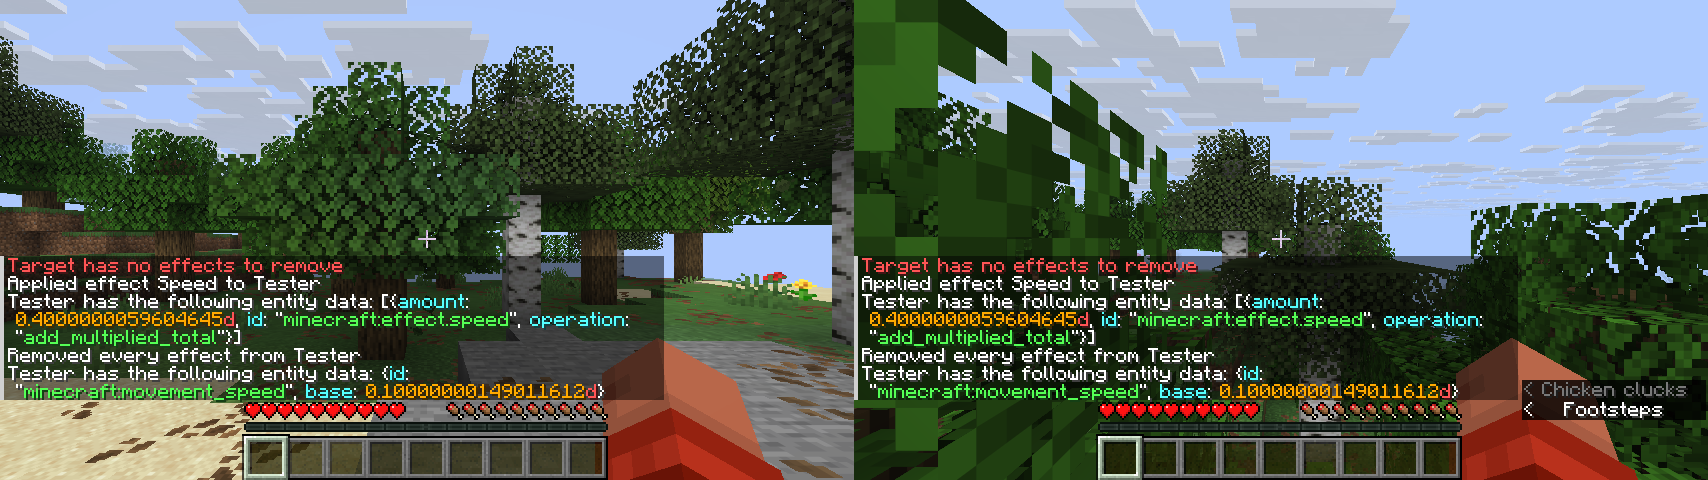 Target has no effects to remove
Applied effect Speed to Tester
Tester has the following entity data: [{amount:
0.4000000059604645d, id: "minecraft:effect.speed", operation:
"add_multiplied_total"}]
Removed every effect from Tester
Tester has the following entity data: {id:
"minecraft:movement_speed", base: 0.10000000149011612d}
Target has no effects to remove
Applied effect Speed to Tester
Tester has the following entity data: [{amount:
0.4000000059604645d, id: "minecraft:effect.speed", operation:
"add_multiplied_total"}]
Removed every effect from Tester
Tester has the following entity data: {id:
"minecraft:movement_speed", base: 0.10000000149011612d}
< Chicken clucks
< Footsteps